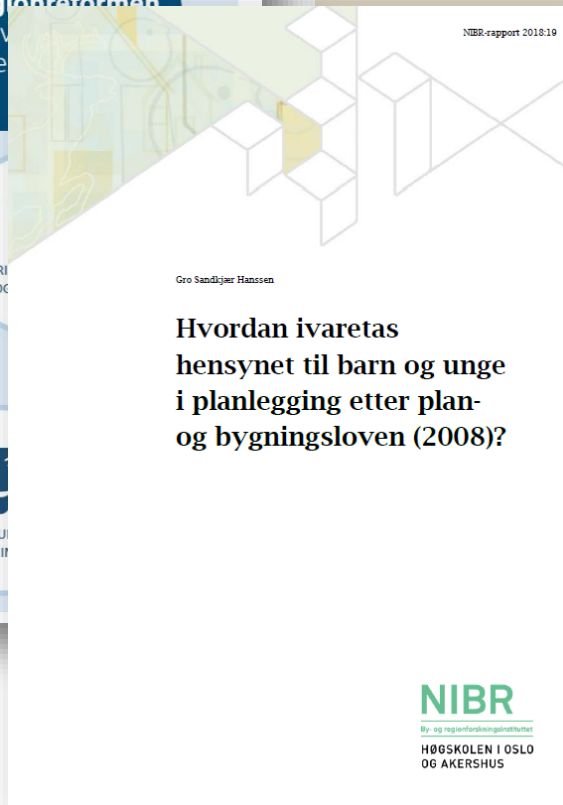 gionreformen
NIBR-rapport 2018:19
Gro Sandkjær Hanssen
Hvordan ivaretas
hensynet til barn og unge
i planlegging etter plan-
og bygningsloven (2008)?
NIBR
By- og regionforskningsinstituttet
HØGSKOLEN I OSLO
OG AKERSHUS